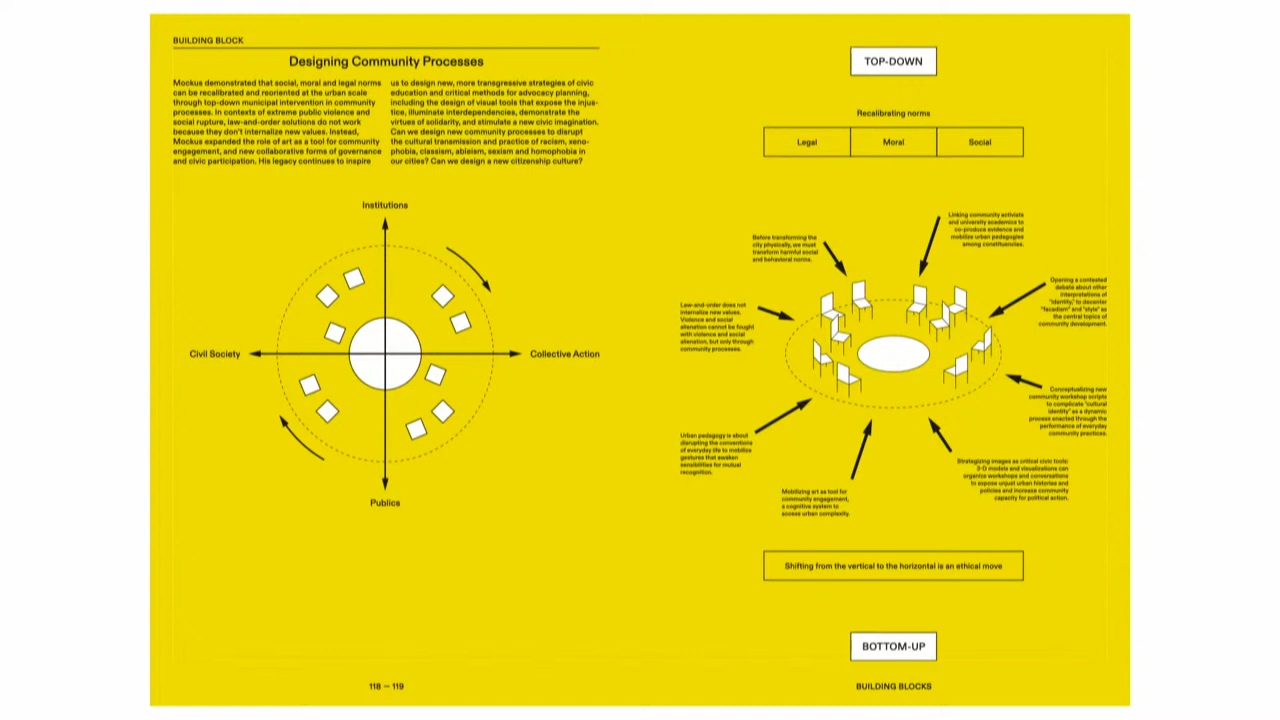 BUILDING BLOCK
Designing Community Processes
Mockus demonstrated that social, moral and legal norms
can be recalibrated and reoriented at the urban scale
through top-down municipal intervention in community
processes. In contexts of extreme public violence and
social rupture, law-and-order solutions do not work
because they don't internalize new values. Instead,
Mockus expanded the role of art as a tool for community
engagement, and new collaborative forms of governance
and civic participation. His legacy continues to inspire
us to design new, more transgressive strategies of civic
education and critical methods for advocacy planning,
including the design of visual tools that expose the injus-
tice, illuminate interdependencies, demonstrate the
virtues of solidarity, and stimulate a new civic imagination.
Can we design new community processes to disrupt
the cultural transmission and practice of racism, xeno-
phobia, classism, ableism, sexism and homophobia in
our cities? Can we design a new citizenship culture?
Institutions
Civil Society
Collective Action
Publics
118 — 119
TOP-DOWN
Recalibrating norms
Legal
Moral
Social
Before transforming the
city physically, we must
transform harmful social
and behavioral norms.
Linking community activists
and university academics to
co-produce evidence and
mobilize urban pedagogies
among constituencies.
Law-and-order does not
internalize new values.
Violence and social
alienation cannot be fought
with violence and social
alienation, but only through
community processes.
Opening a contested
debate about other
interpretations of
"identity," to decenter
"facadism" and "style" as
the central topics of
community development.
Urban pedagogy is about
disrupting the conventions
of everyday life to mobilize
gestures that awaken
sensibilities for mutual
recognition.
Conceptualizing new
community workshop scripts
to complicate "cultural
identity" as a dynamic
process enacted through the
performance of everyday
community practices.
Mobilizing art as tool for
community engagement,
a cognitive system to
access urban complexity.
Strategizing images as critical civic tools:
2-D models and visualizations can
organize workshops and conversations
to expose unjust urban histories and
policies and increase community
capacity for political action.
Shifting from the vertical to the horizontal is an ethical move
BOTTOM-UP
BUILDING BLOCKS